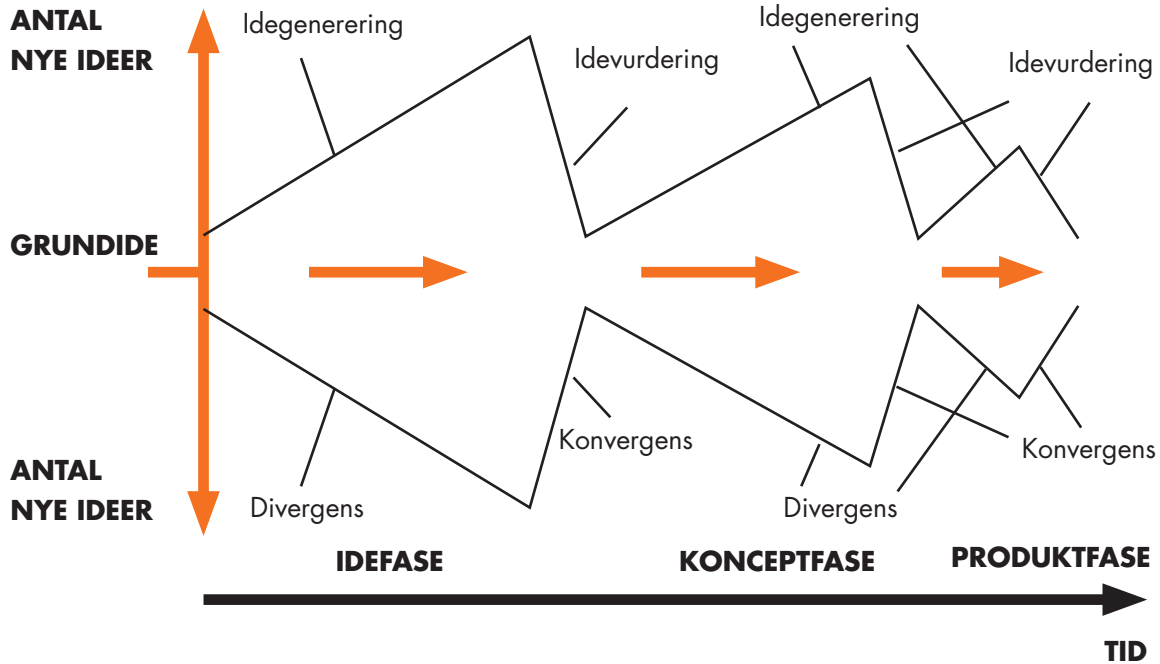 ANTAL
NYE IDEER
Idegenerering
Idevurdering
Idegenerering
Idevurdering
GRUNDIDE
ANTAL
NYE IDEER
Divergens
Konvergens
Divergens
Konvergens
IDEFASE
KONCEPTFASE
PRODUKTFASE
TID